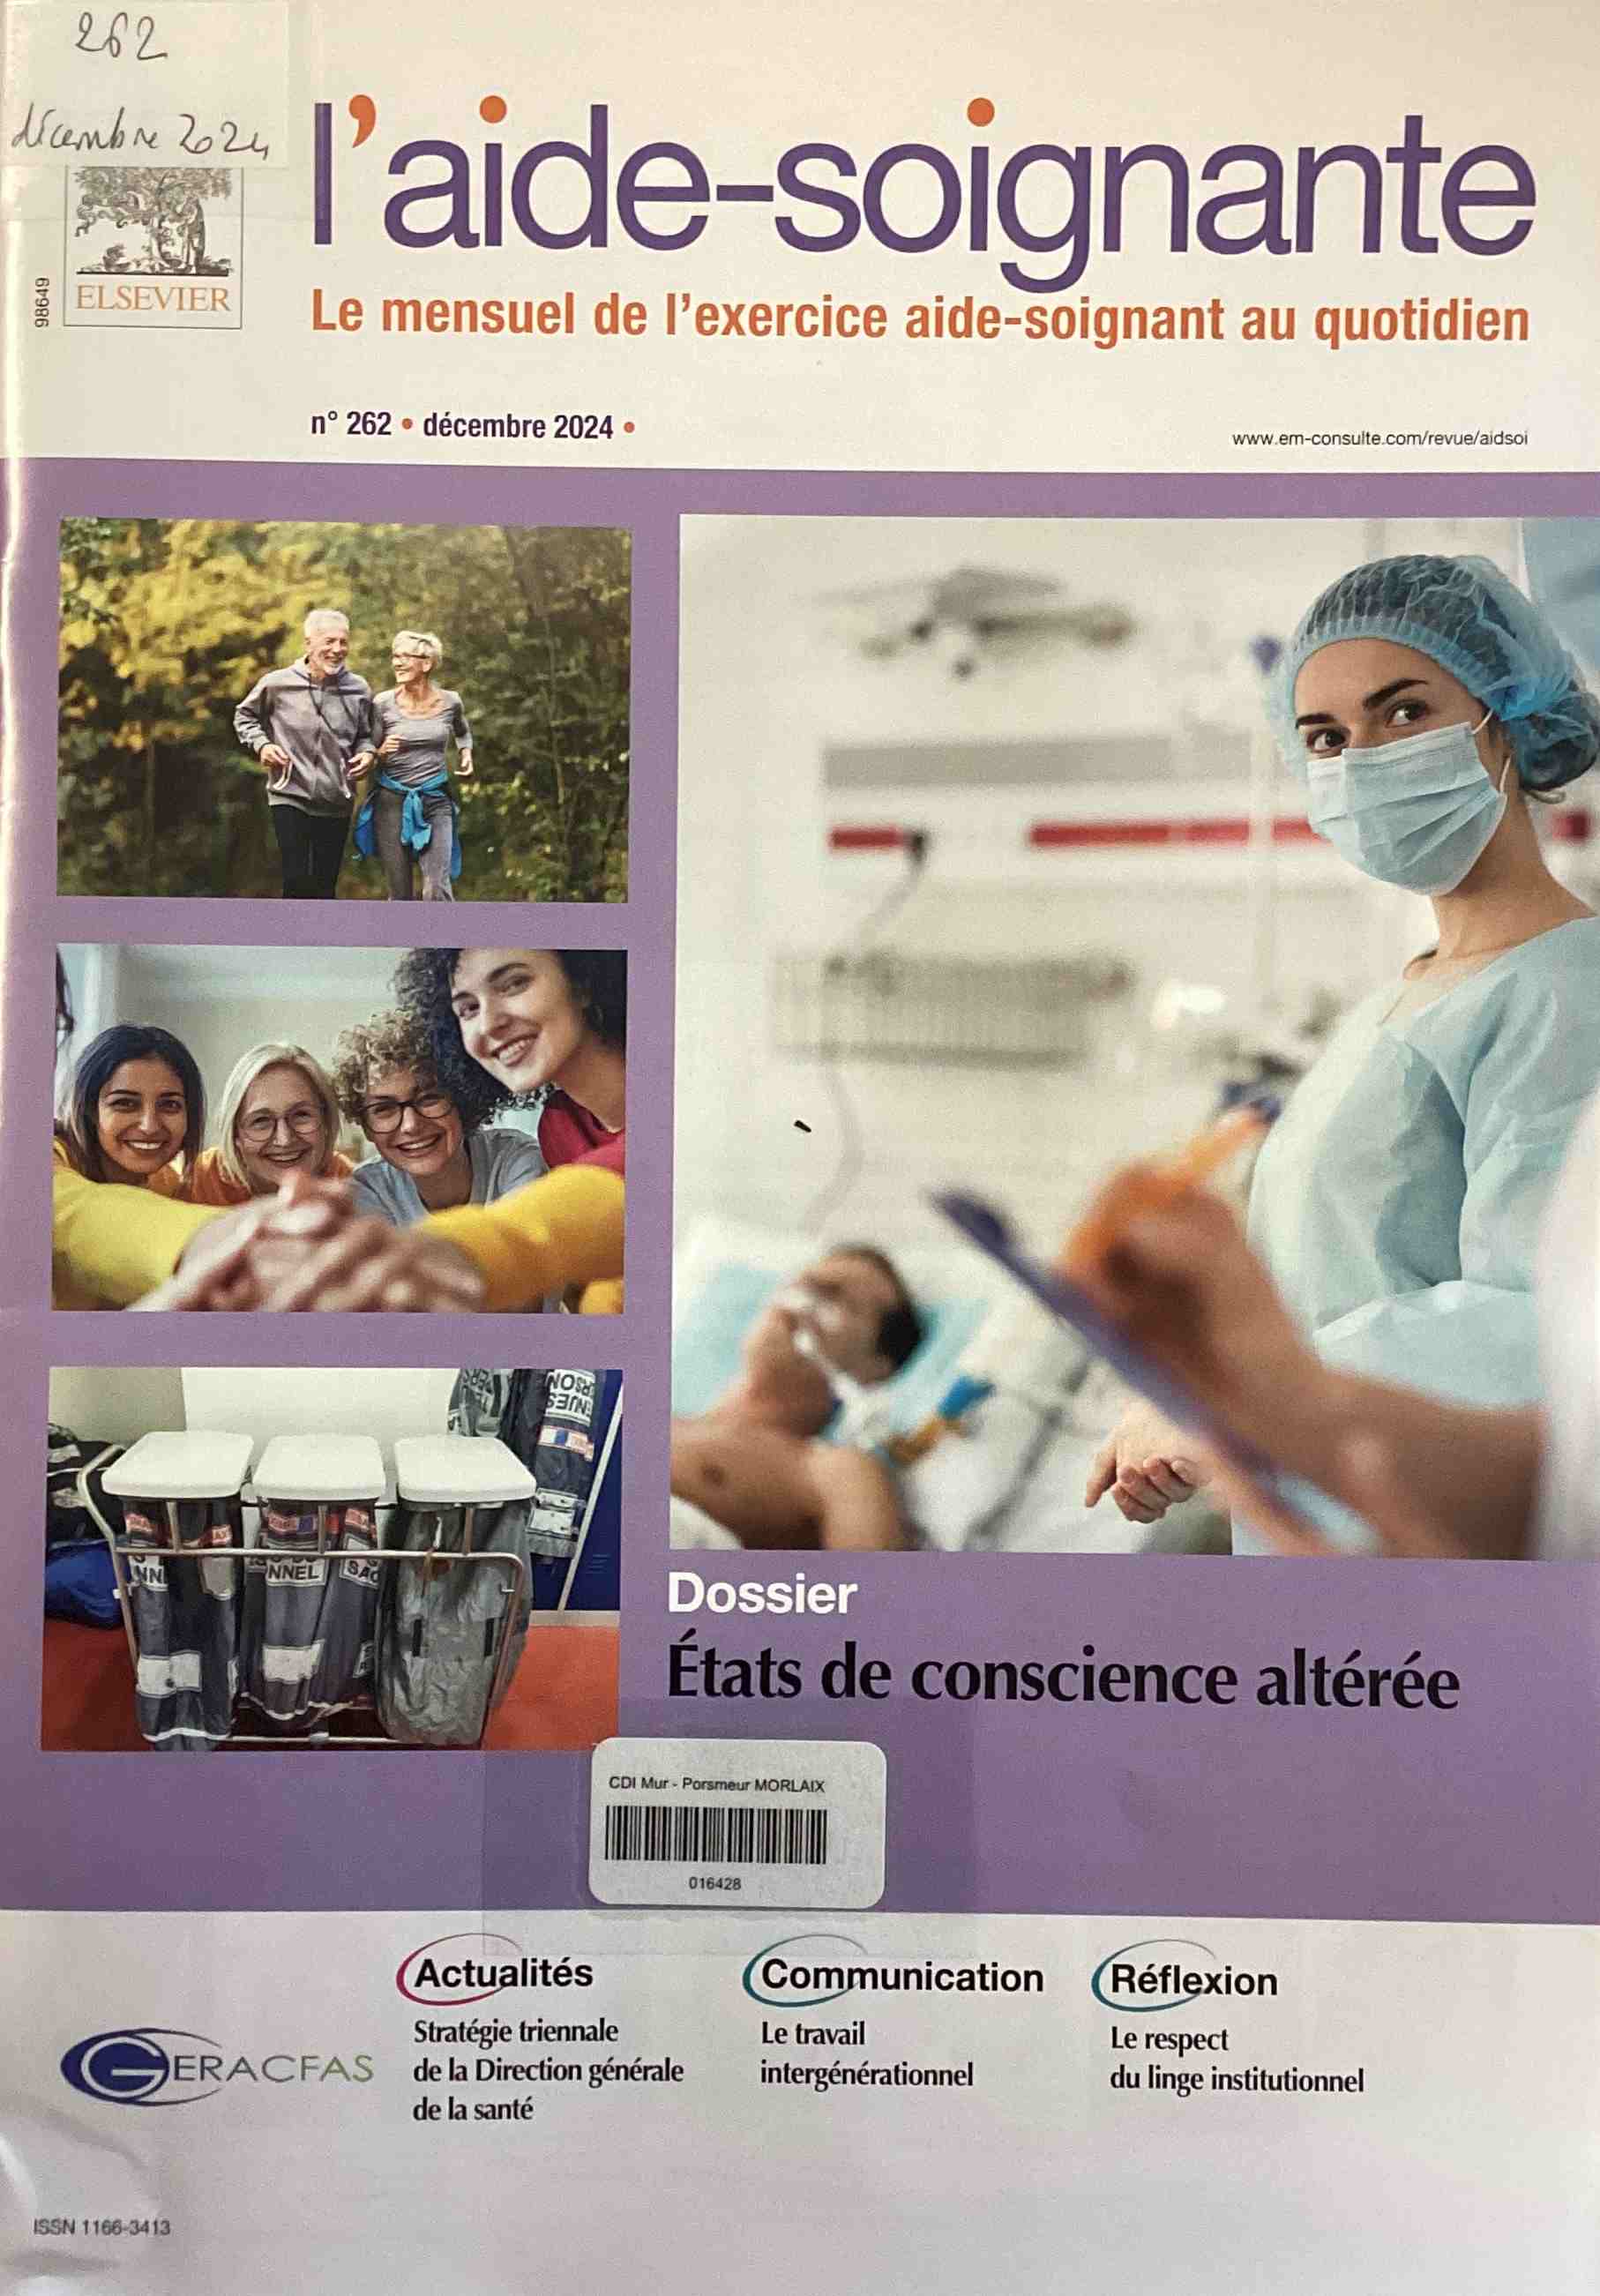 262
décembre 2024
l'aide-soignante
98649
ELSEVIER
Le mensuel de l'exercice aide-soignant au quotidien
n° 262 • décembre 2024 •
www.em-consulte.com/revue/aidsoi
NNEL
Dossier
États de conscience altérée
CDI Mur - Porsmeur MORLAIX
016428
Actualités
Stratégie triennale
de la Direction générale
de la santé
Communication
Le travail
intergénérationnel
Réflexion
Le respect
du linge institutionnel
GERACFAS
ISSN 1166-3413